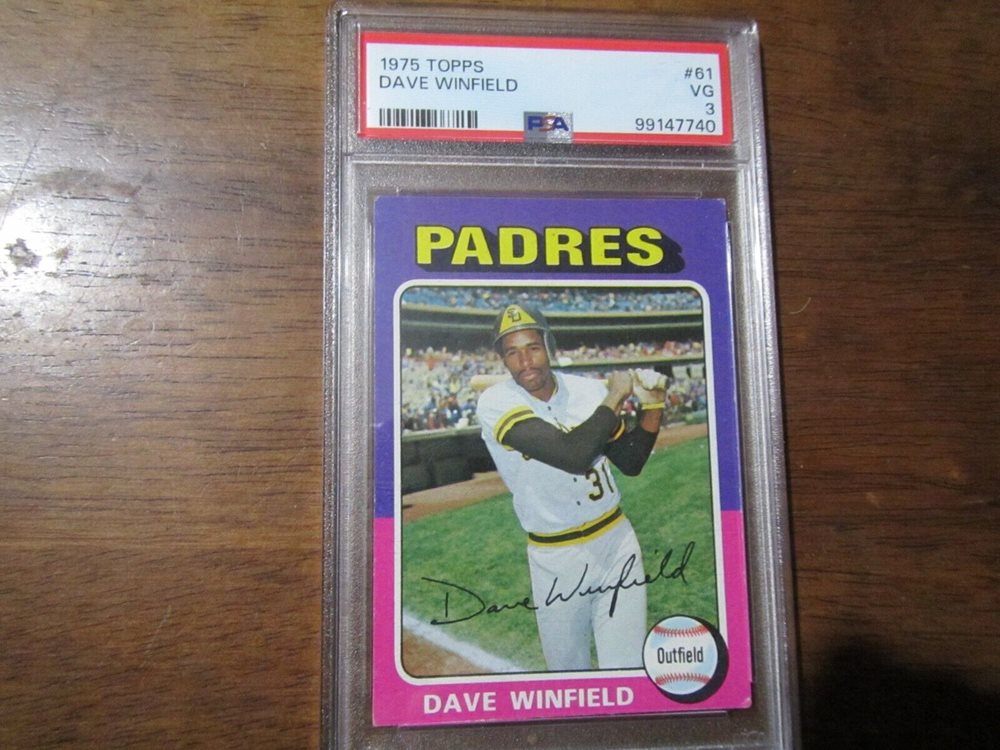 1975 TOPPS #61
DAVE WINFIELD VG
3
PSA 99147740
PADRES
SD
31
Dave Winfield
Outfield
DAVE WINFIELD